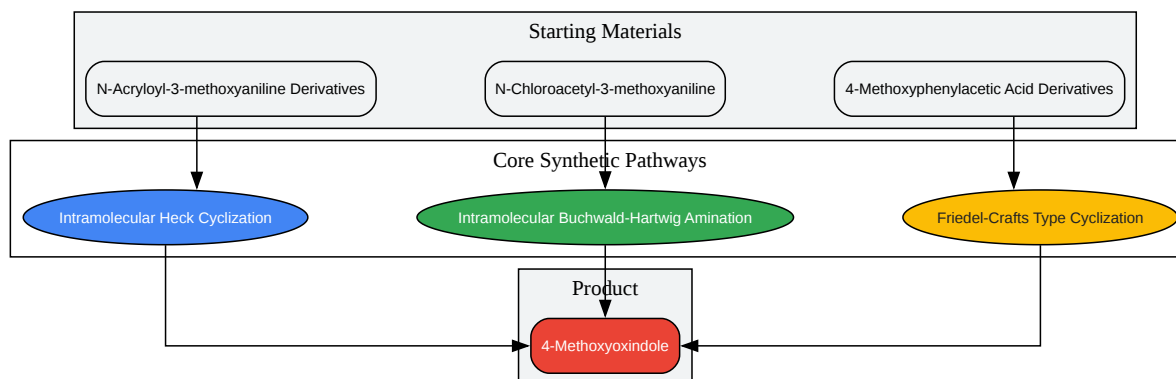 Starting Materials
N-Acryloyl-3-methoxyaniline Derivatives
N-Chloroacetyl-3-methoxyaniline
4-Methoxyphenylacetic Acid Derivatives
Core Synthetic Pathways
Intramolecular Heck Cyclization
Intramolecular Buchwald-Hartwig Amination
Friedel-Crafts Type Cyclization
Product
4-Methoxyoxindole